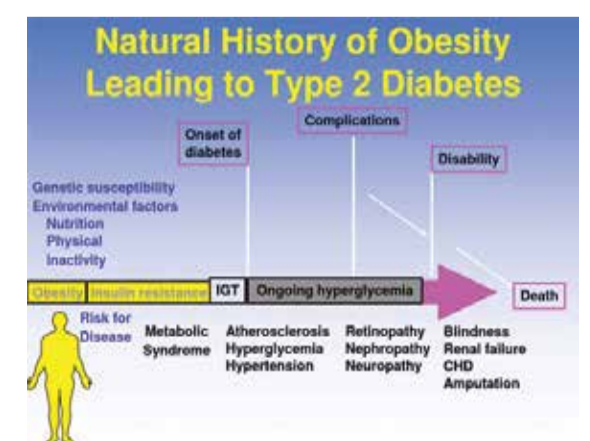 Natural History of Obesity
Leading to Type 2 Diabetes
Complications
Onset of
diabetes
Disability
Genetic susceptibility
Environmental factors
Nutrition
Physical
Inactivity
Obesity
Insulin resistance
IGT
Ongoing hyperglycemia
Death
Risk for
Disease
Metabolic
Syndrome
Atherosclerosis
Hyperglycemia
Hypertension
Retinopathy
Nephropathy
Neuropathy
Blindness
Renal failure
CHD
Amputation